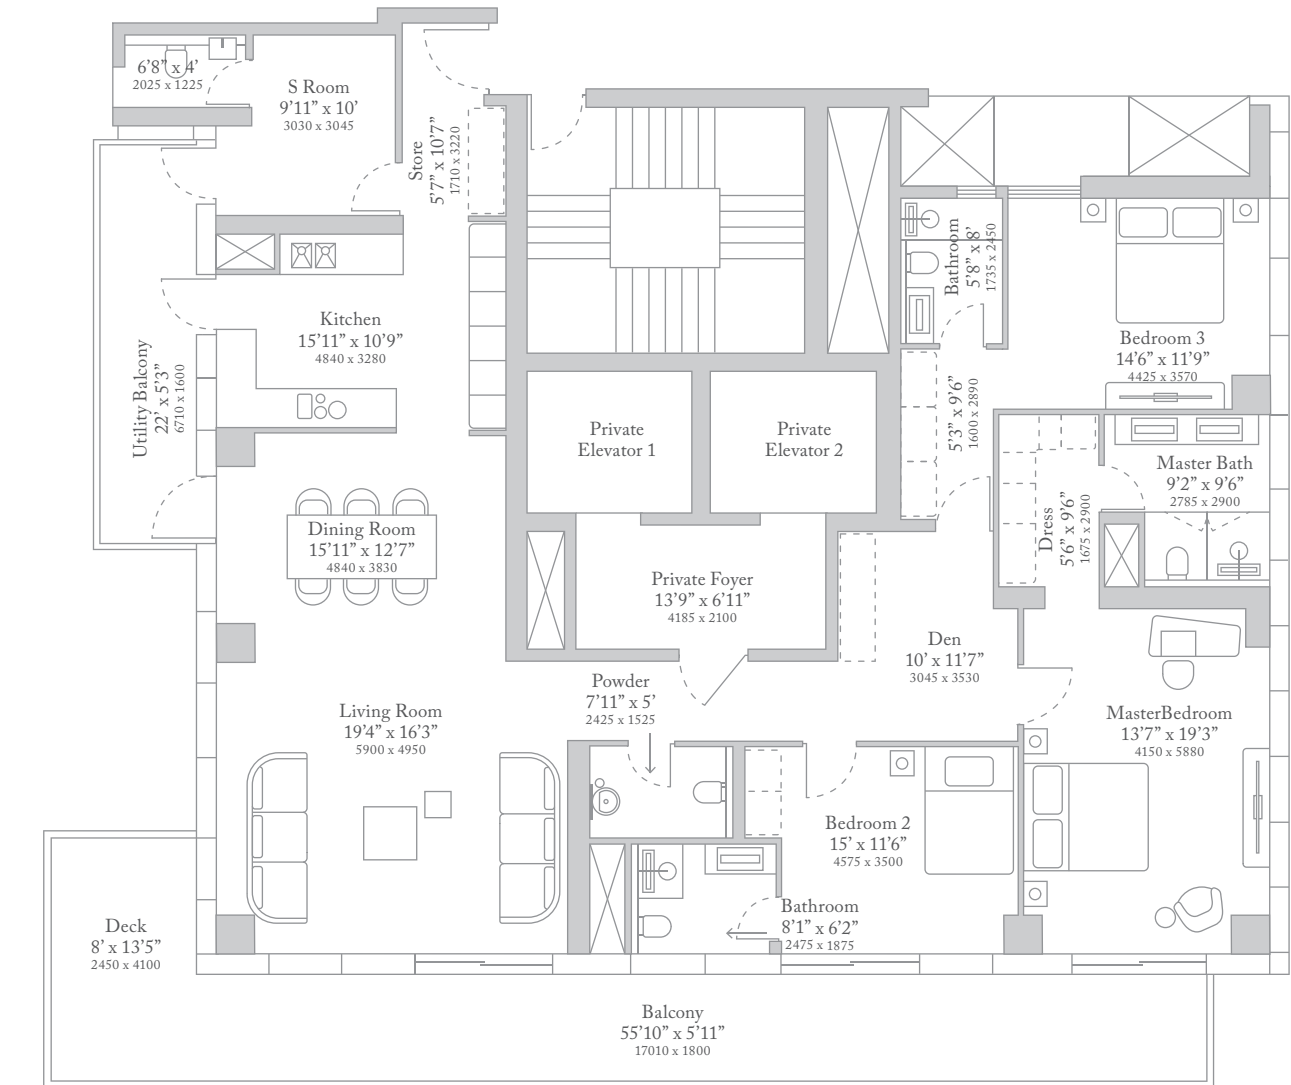 6’8” x 4’
2025 x 1225
S Room
9’11” x 10’
3030 x 3045
Store
5’7” x 10’7”
1710 x 3220
Bathroom
5’8” x 8’
1735 x 2450
Kitchen
15’11” x 10’9”
4840 x 3280
Bedroom 3
14’6” x 11’9”
4425 x 3570
Utility Balcony
22’ x 5’3”
6710 x 1600
Private
Elevator 1
Private
Elevator 2
5’3” x 9’6”
1600 x 2890
Master Bath
9’2” x 9’6”
2785 x 2900
Dress
5’6” x 9’6”
1675 x 2900
Dining Room
15’11” x 12’7”
4840 x 3830
Private Foyer
13’9” x 6’11”
4185 x 2100
Den
10’ x 11’7”
3045 x 3530
Powder
7’11” x 5’
2425 x 1525
Living Room
19’4” x 16’3”
5900 x 4950
MasterBedroom
13’7” x 19’3”
4150 x 5880
Bedroom 2
15’ x 11’6”
4575 x 3500
Bathroom
8’1” x 6’2”
2475 x 1875
Deck
8’ x 13’5”
2450 x 4100
Balcony
55’10” x 5’11”
17010 x 1800